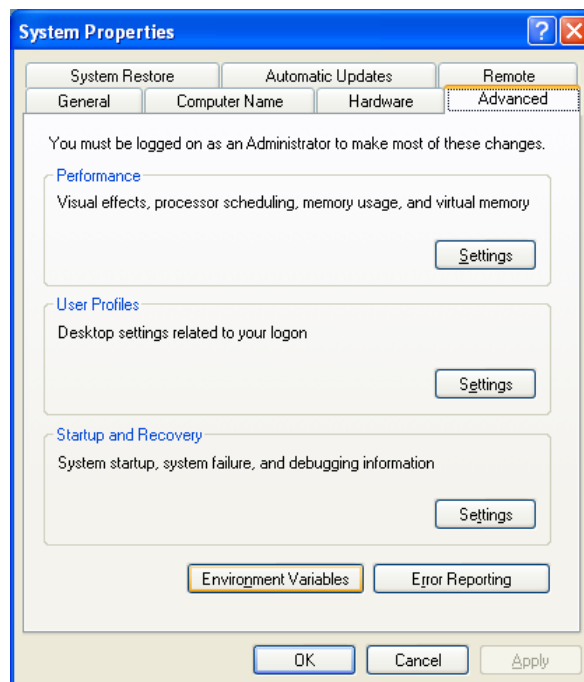 System Properties
System Restore Automatic Updates Remote
General Computer Name Hardware Advanced
You must be logged on as an Administrator to make most of these changes.
Performance
Visual effects, processor scheduling, memory usage, and virtual memory
Settings
User Profiles
Desktop settings related to your logon
Settings
Startup and Recovery
System startup, system failure, and debugging information
Settings
Environment Variables Error Reporting
OK Cancel Apply